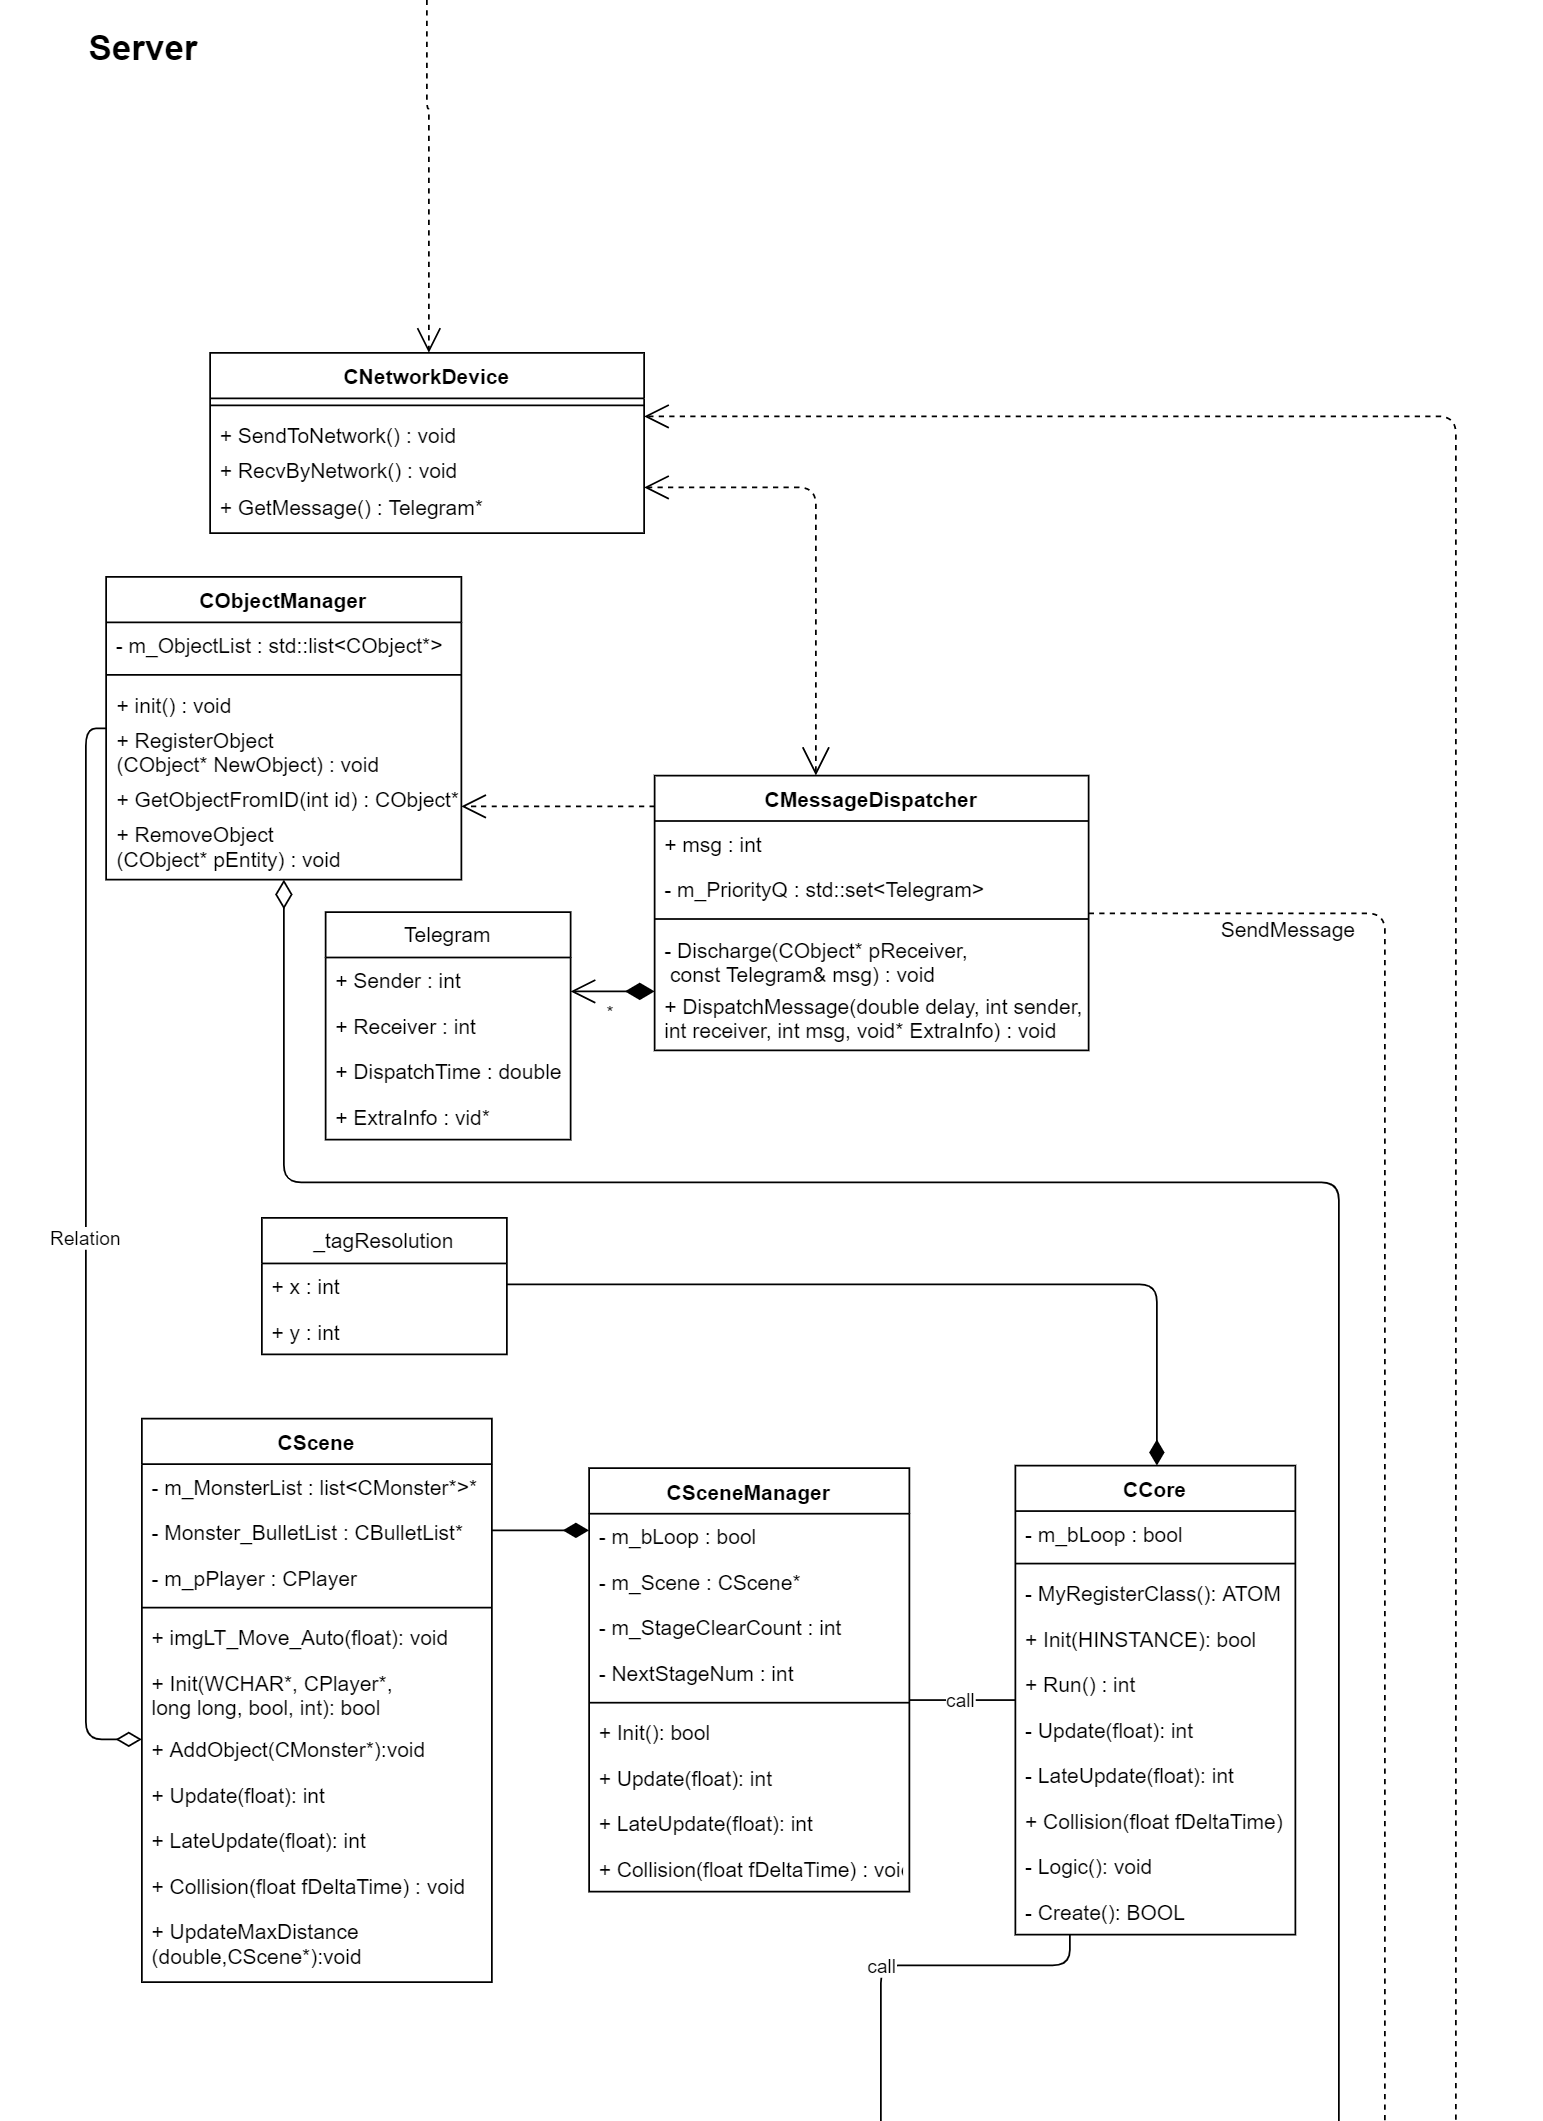 Server
CNetworkDevice
+ SendToNetwork() : void
+ RecvByNetwork() : void
+ GetMessage() : Telegram*
CObjectManager
- m_ObjectList : std::list<CObject*>
+ init() : void
+ RegisterObject
(CObject* NewObject) : void
+ GetObjectFromID(int id) : CObject*
+ RemoveObject
(CObject* pEntity) : void
CMessageDispatcher
+ msg : int
- m_PriorityQ : std::set<Telegram>
- Discharge(CObject* pReceiver,
const Telegram& msg) : void
+ DispatchMessage(double delay, int sender,
int receiver, int msg, void* ExtraInfo) : void
SendMessage
Telegram
+ Sender : int
+ Receiver : int
+ DispatchTime : double
+ ExtraInfo : vid*
*
Relation
_tagResolution
+ x : int
+ y : int
CScene
- m_MonsterList : list<CMonster*>*
- Monster_BulletList : CBulletList*
- m_pPlayer : CPlayer
+ imgLT_Move_Auto(float): void
+ Init(WCHAR*, CPlayer*,
long long, bool, int): bool
+ AddObject(CMonster*):void
+ Update(float): int
+ LateUpdate(float): int
+ Collision(float fDeltaTime) : void
+ UpdateMaxDistance
(double,CScene*):void
CSceneManager
- m_bLoop : bool
- m_Scene : CScene*
- m_StageClearCount : int
- NextStageNum : int
+ Init(): bool
+ Update(float): int
+ LateUpdate(float): int
+ Collision(float fDeltaTime) : voi
call
CCore
- m_bLoop : bool
- MyRegisterClass(): ATOM
+ Init(HINSTANCE): bool
+ Run() : int
- Update(float): int
- LateUpdate(float): int
+ Collision(float fDeltaTime)
- Logic(): void
- Create(): BOOL
call